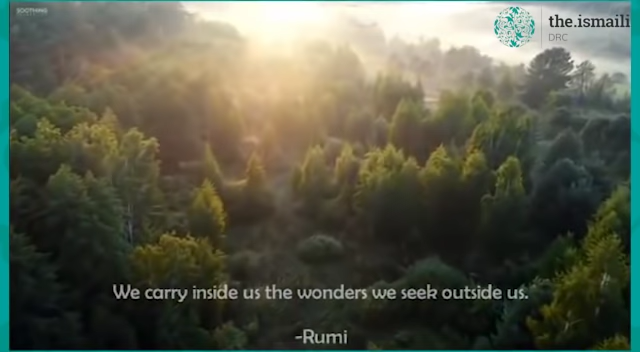 SOOTHING
the.ismaili
DRC
We carry inside us the wonders we seek outside us.
-Rumi